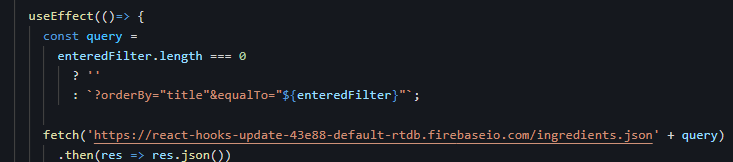 useEffect(()=> {
const query =
enteredFilter.length === 0
? ''
: `?orderBy="title"&equalTo="${enteredFilter}"`;
fetch('https://react-hooks-update-43e88-default-rtdb.firebaseio.com/ingredients.json' + query)
.then(res => res.json())